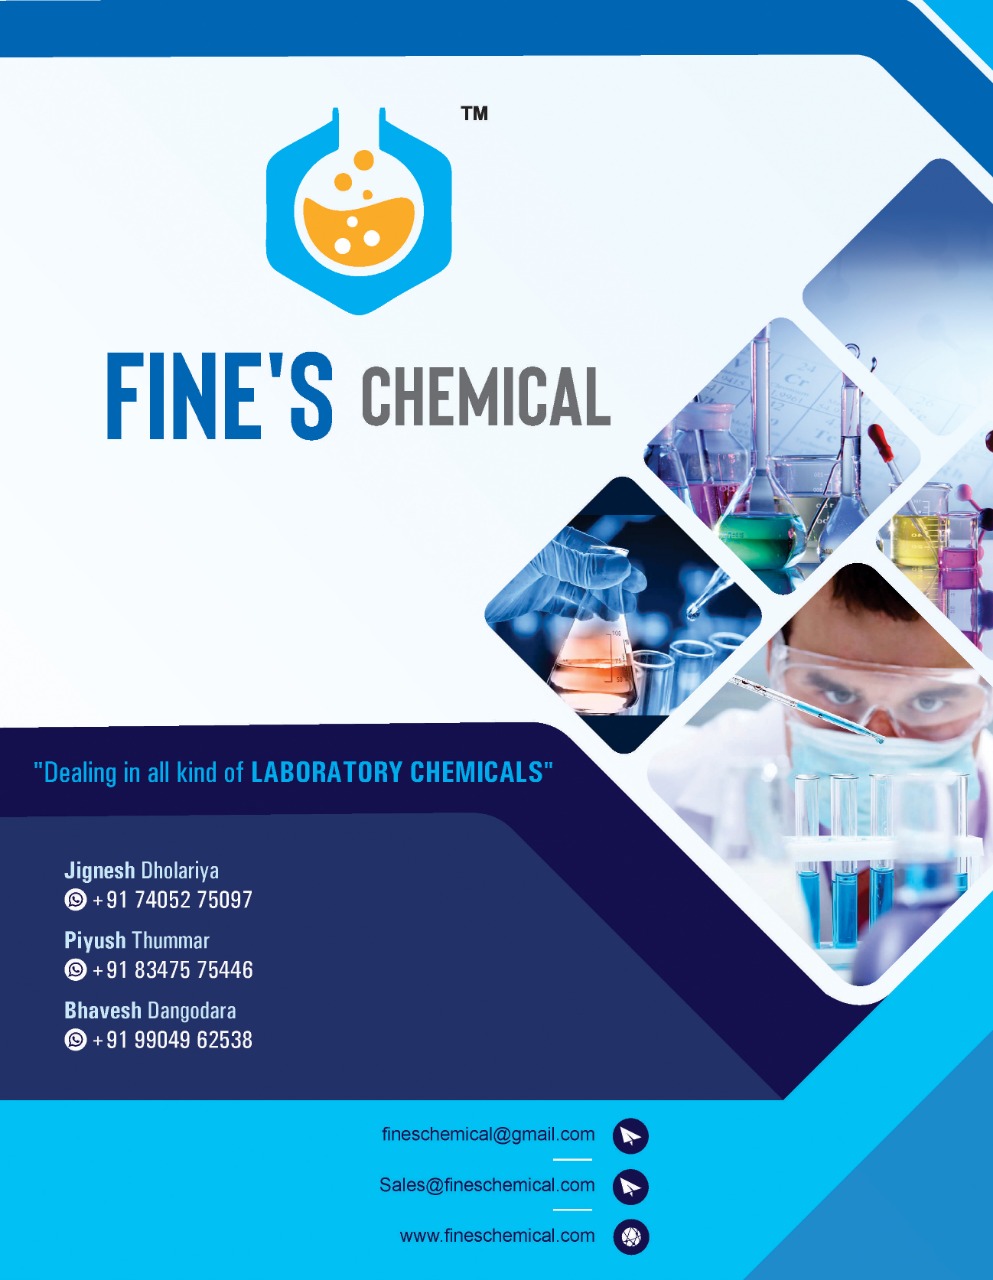 TM
FINE'S CHEMICAL
"Dealing in all kind of LABORATORY CHEMICALS"
Jignesh Dholariya
+91 74052 75097
Piyush Thummar
+91 83475 75446
Bhavesh Dangodara
+91 99049 62538
fineschemical@gmail.com
Sales@fineschemical.com
www.fineschemical.com